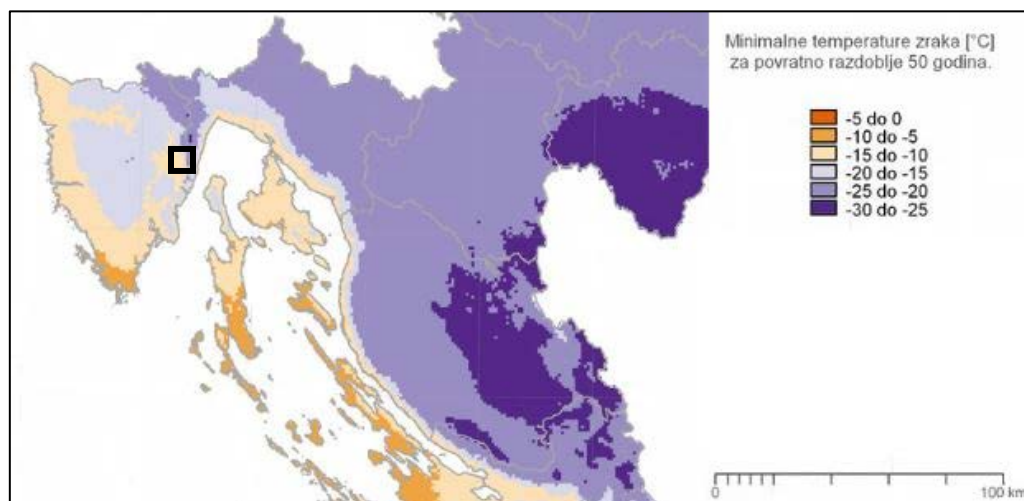 Minimalne temperature zraka [°C]
za povratno razdoblje 50 godina.
-5 do 0
-10 do -5
-15 do -10
-20 do -15
-25 do -20
-30 do -25
0
100 km